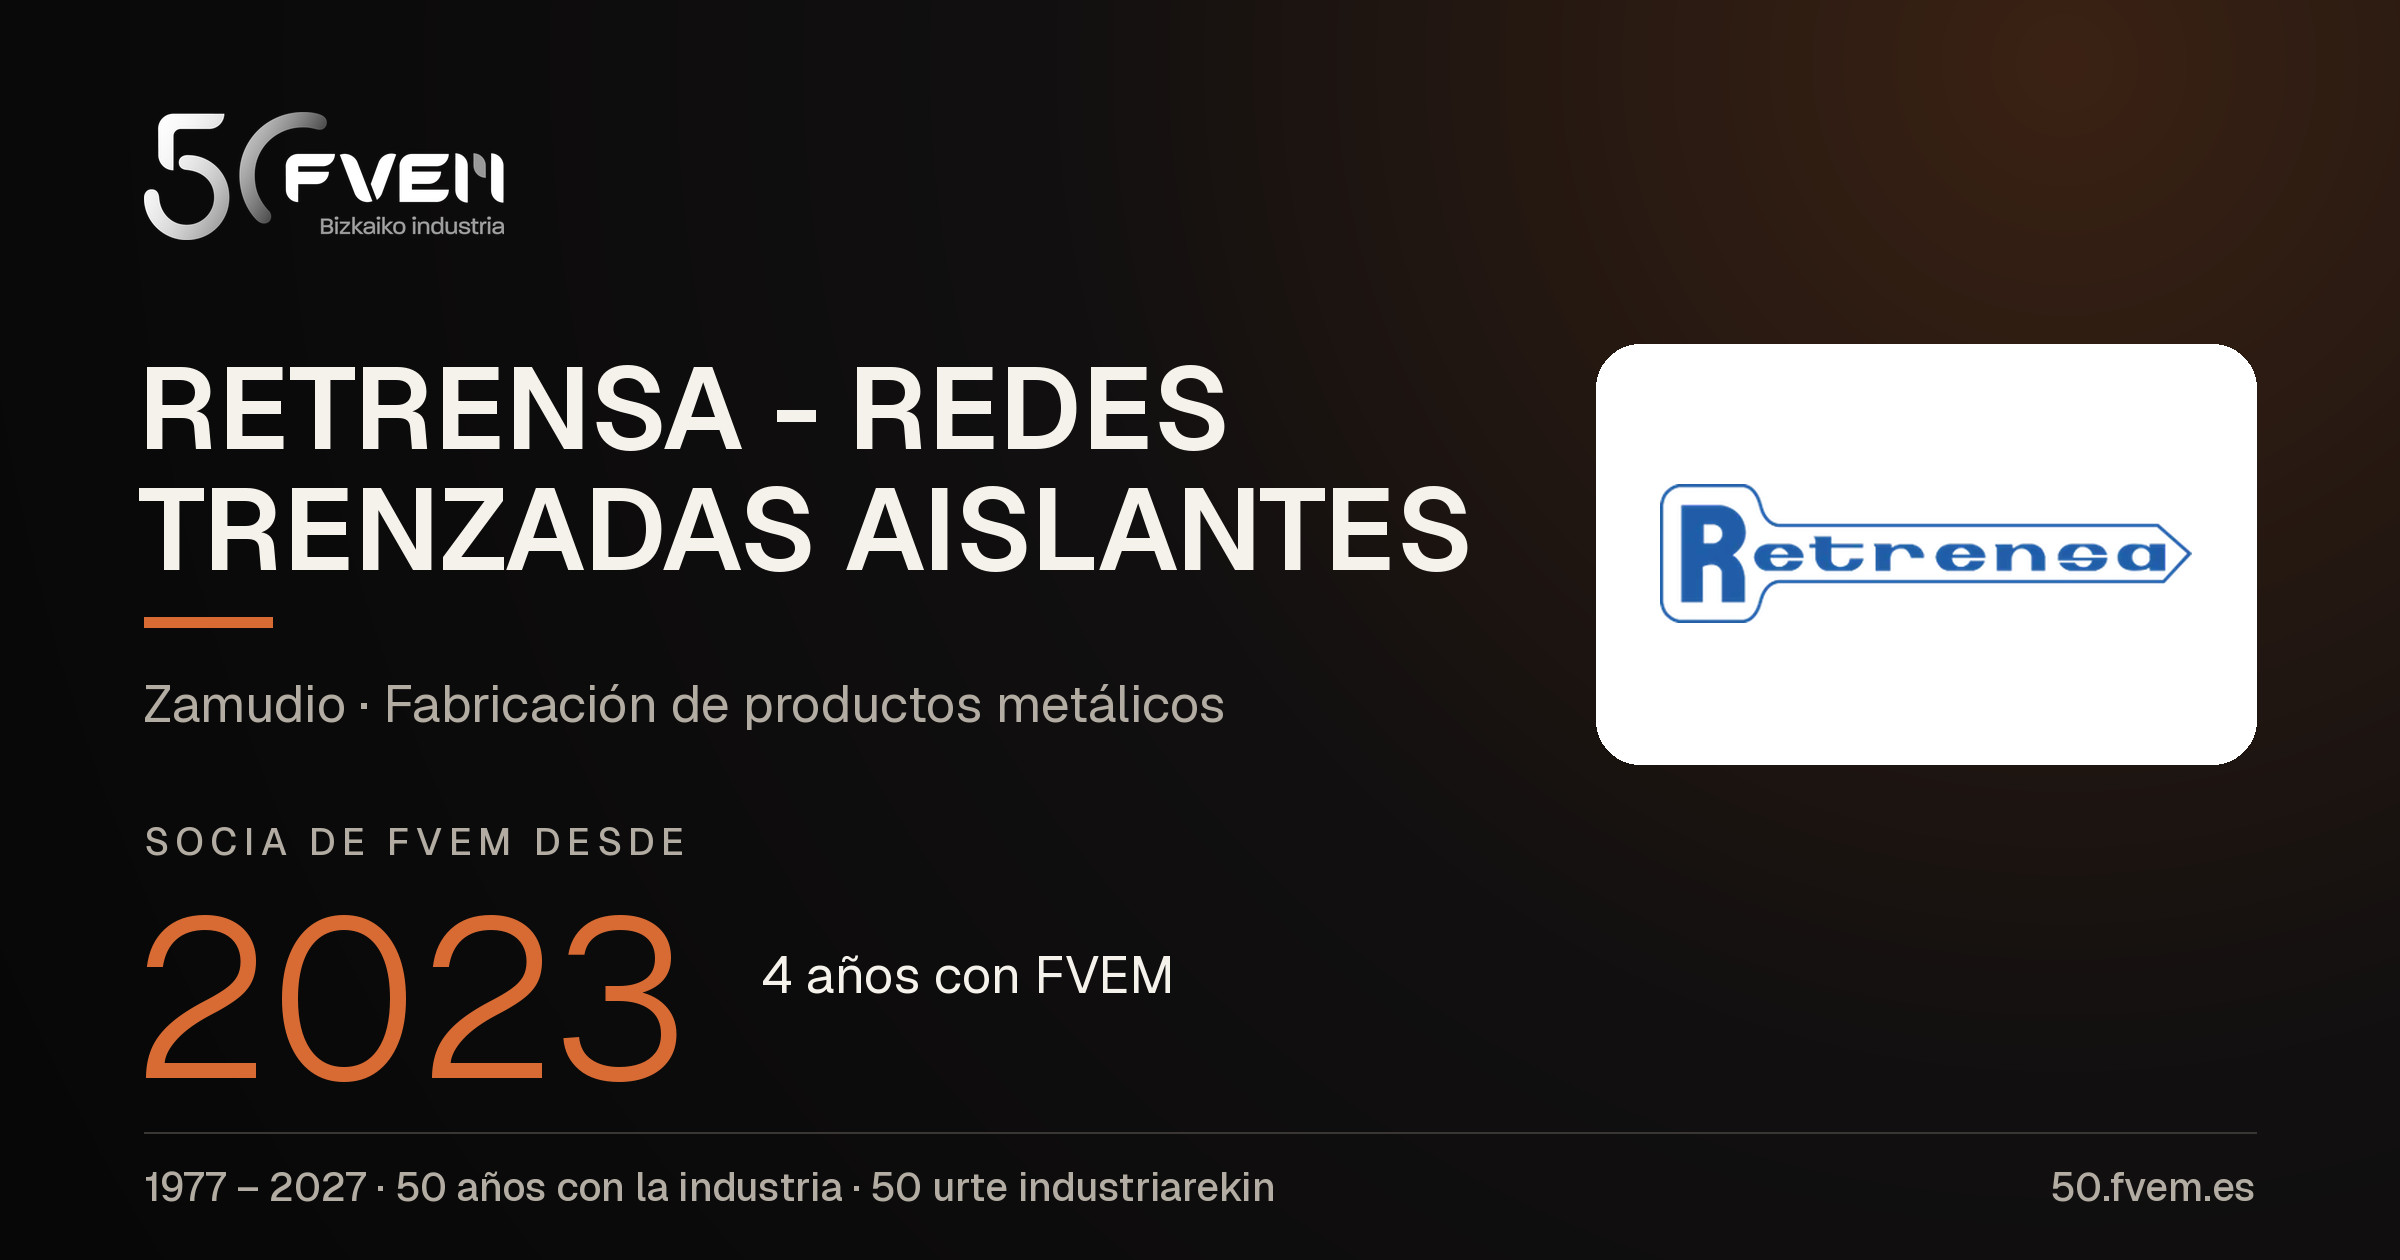 50 FVEM
Bizkaiko industria
RETRENSA - REDES
TRENZADAS AISLANTES
Retrensa
Zamudio · Fabricación de productos metálicos
SOCIA DE FVEM DESDE
2023
4 años con FVEM
1977 – 2027 · 50 años con la industria · 50 urte industriarekin
50.fvem.es